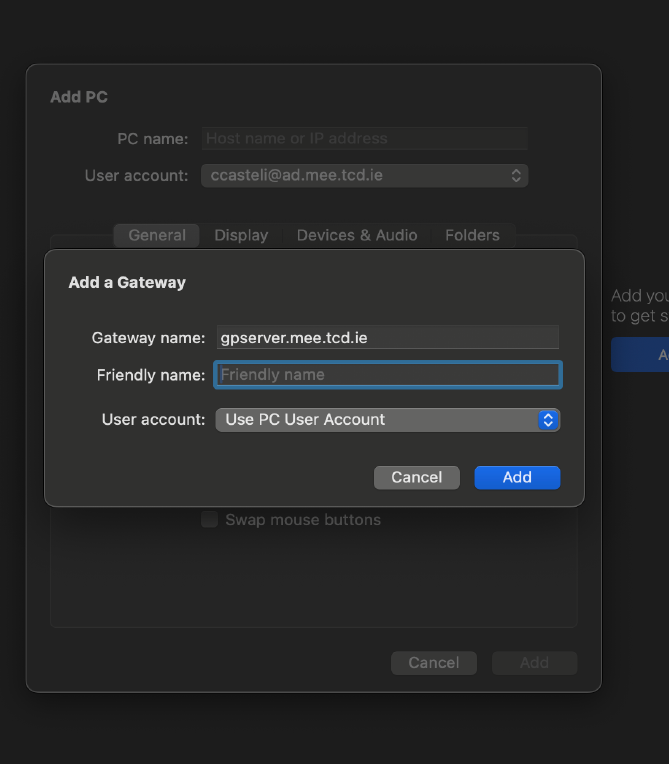 Add PC
PC name: Host name or IP address
User account: ccasteli@ad.mee.tcd.ie
General Display Devices & Audio Folders
Add a Gateway
Gateway name: gpserver.mee.tcd.ie
Friendly name: Friendly name
User account: Use PC User Account
Cancel Add
Swap mouse buttons
Cancel Add
Add you
to get s
A